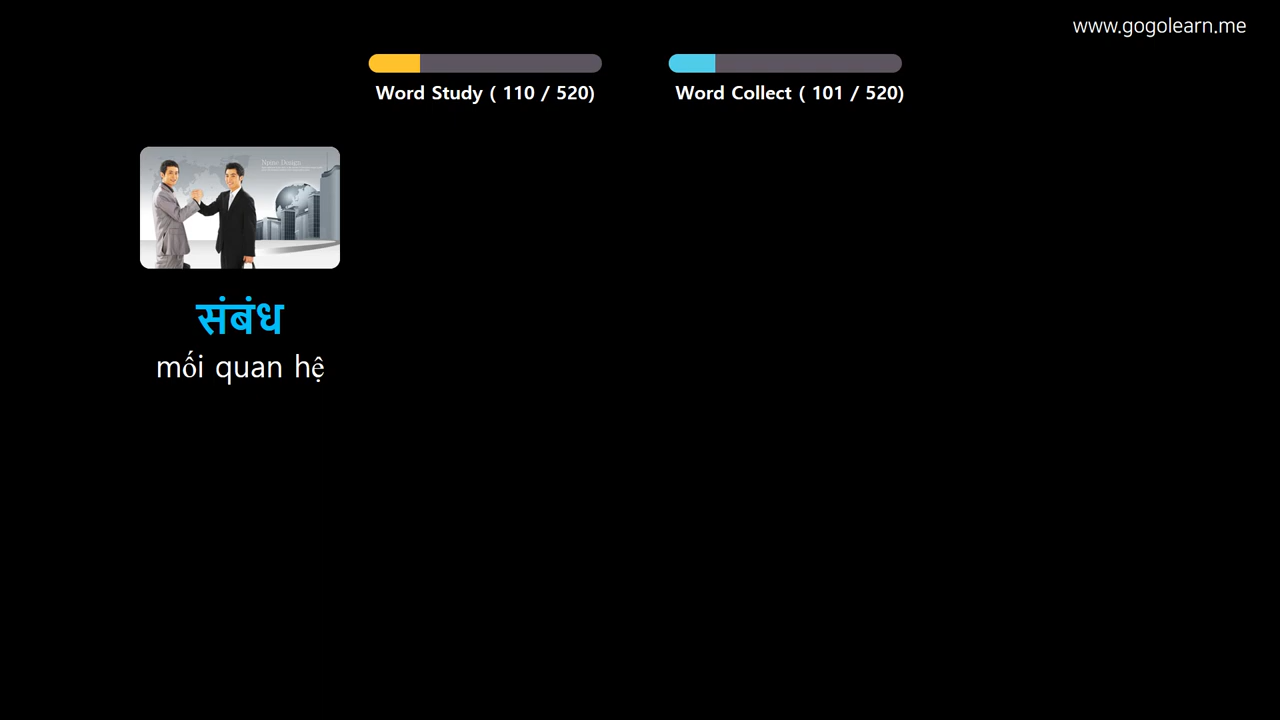 www.gogolearn.me
Word Study ( 110 / 520)
Word Collect ( 101 / 520)
संबंध
mối quan hệ